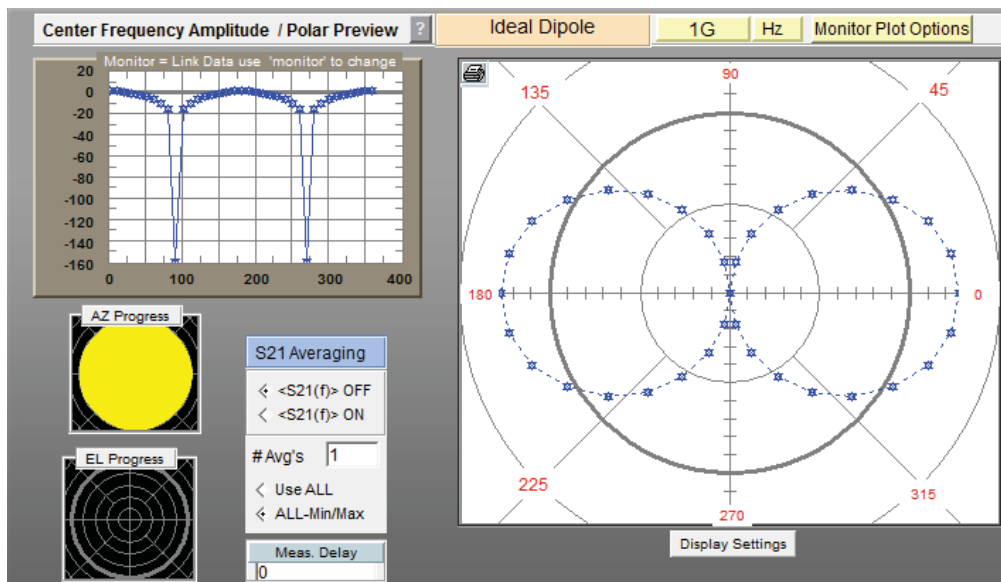 Center Frequency Amplitude / Polar Preview ? Ideal Dipole 1G Hz Monitor Plot Options
Monitor = Link Data use 'monitor' to change
20
0
-20
-40
-60
-80
-100
-120
-140
-160
0 100 200 300 400
90
135 45
180 0
225 315
270
AZ Progress
S21 Averaging
<S21(f)> OFF
<S21(f)> ON
# Avg's 1
EL Progress
Use ALL
ALL-Min/Max
Display Settings
Meas. Delay
0